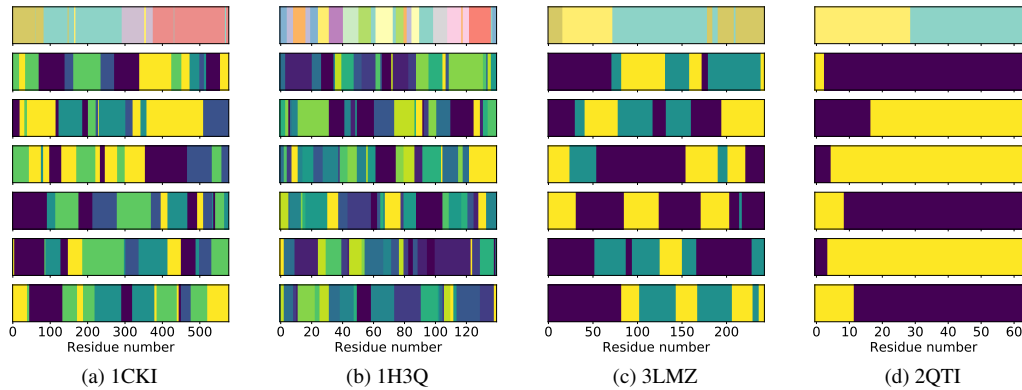 0 100 200 300 400 500
Residue number
(a) 1CKI
0 20 40 60 80 100 120
Residue number
(b) 1H3Q
0 50 100 150 200
Residue number
(c) 3LMZ
0 10 20 30 40 50 60
Residue number
(d) 2QTI